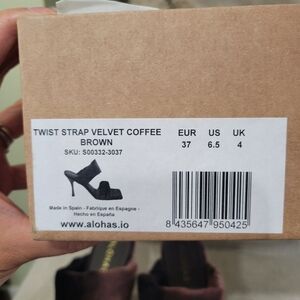 TWIST STRAP VELVET COFFEE BROWN
SKU: S00332-3037
EUR US UK
37 6.5 4
Made in Spain - Fabriqué en Espagne -
Hecho en España
www.alohas.io
8 435647 950425